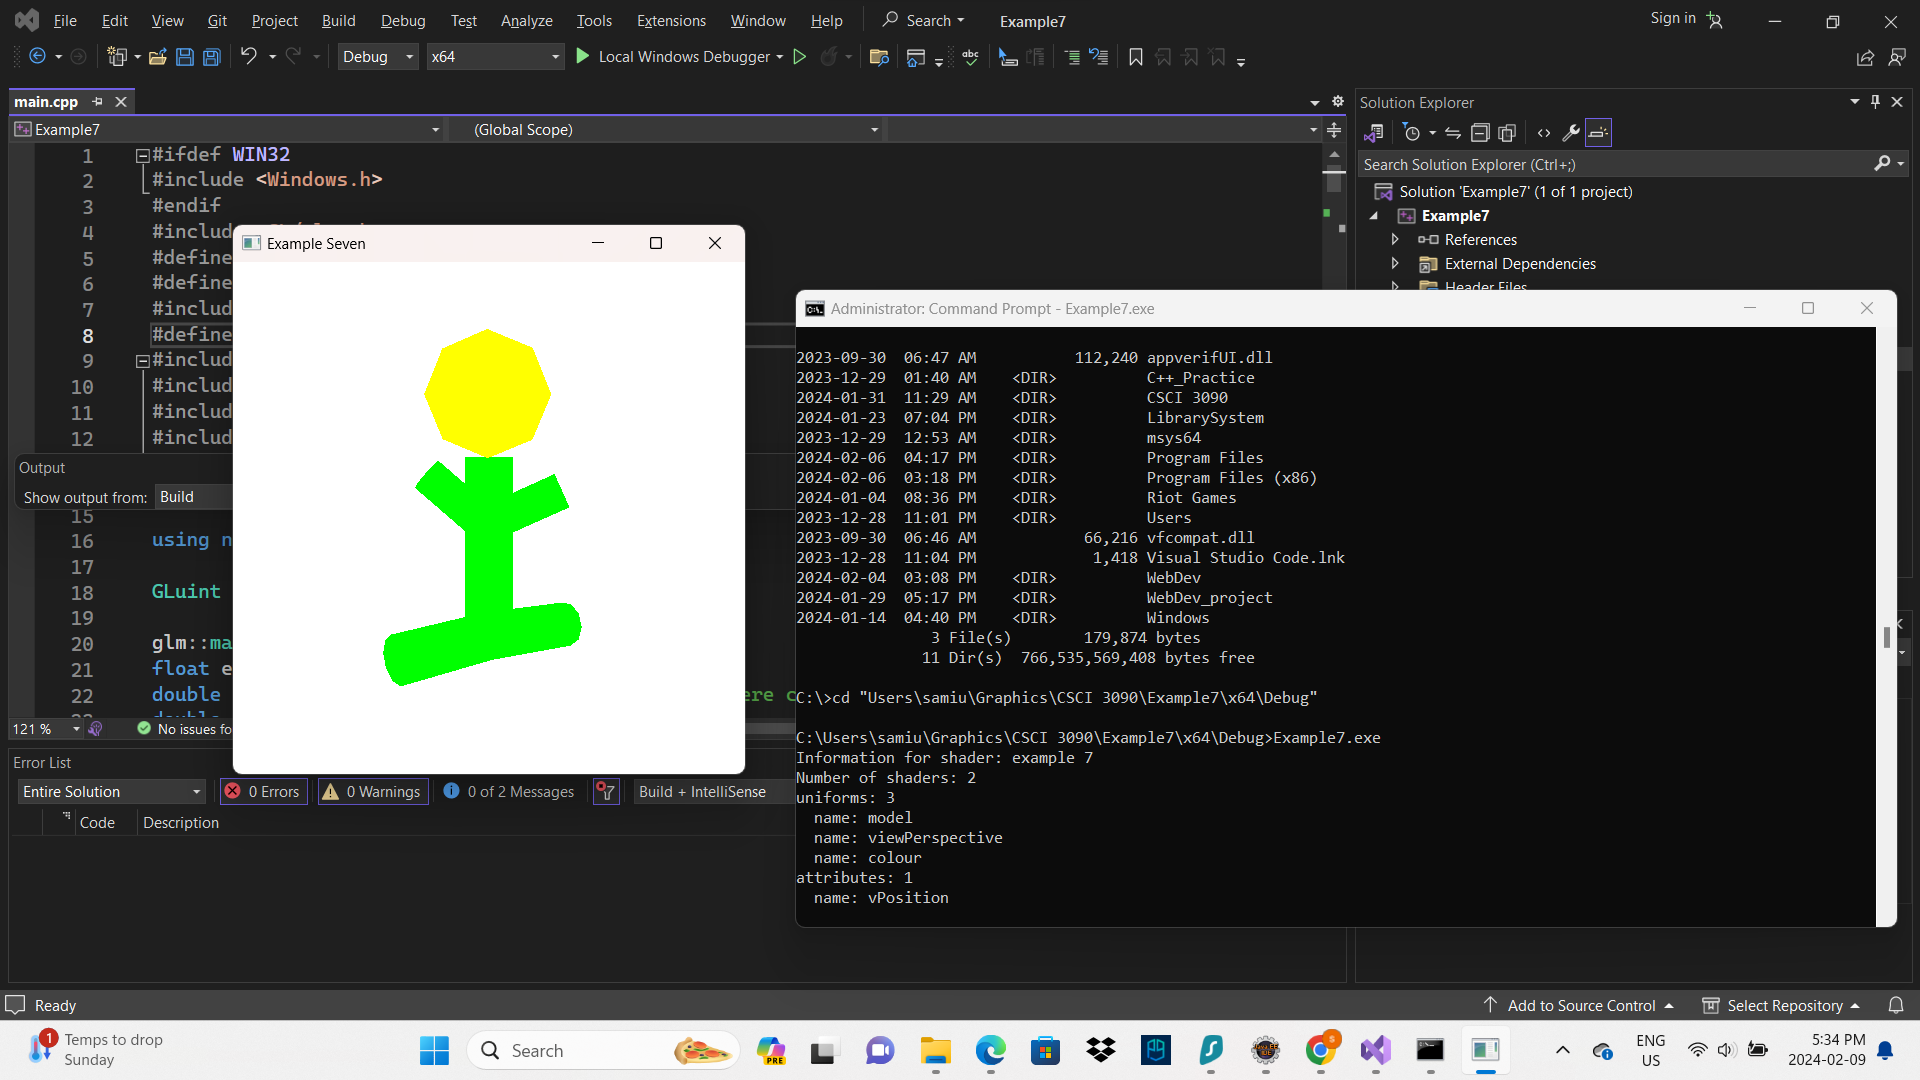 File Edit View Git Project Build Debug Test Analyze Tools Extensions Window Help Search Example7 Sign in
Debug x64 Local Windows Debugger
main.cpp
Example7 (Global Scope)
1 #ifdef WIN32
2 #include <Windows.h>
3 #endif
4
5 #define
6 #define
7
8 #define
9
10
11
12
Output
Show output from: Build
15
16 using
17
18 GLuint
19
20
21 float
22 double
121 %
No issues
Example Seven
Error List
Entire Solution 0 Errors 0 Warnings 0 of 2 Messages Build + IntelliSense
Code Description
Solution Explorer
Search Solution Explorer (Ctrl+;)
Solution 'Example7' (1 of 1 project)
Example7
References
External Dependencies
Header Files
Administrator: Command Prompt - Example7.exe
2023-09-30 06:47 AM 112,240 appverifUI.dll
2023-12-29 01:40 AM <DIR> C++_Practice
2024-01-31 11:29 AM <DIR> CSCI 3090
2024-01-23 07:04 PM <DIR> LibrarySystem
2023-12-29 12:53 AM <DIR> msys64
2024-02-06 04:17 PM <DIR> Program Files
2024-02-06 03:18 PM <DIR> Program Files (x86)
2024-01-04 08:36 PM <DIR> Riot Games
2023-12-28 11:01 PM <DIR> Users
2023-09-30 06:46 AM 66,216 vfcompat.dll
2023-12-28 11:04 PM 1,418 Visual Studio Code.lnk
2024-02-04 03:08 PM <DIR> WebDev
2024-01-29 05:17 PM <DIR> WebDev_project
2024-01-14 04:40 PM <DIR> Windows
3 File(s) 179,874 bytes
11 Dir(s) 766,535,569,408 bytes free
C:\>cd "Users\samiu\Graphics\CSCI 3090\Example7\x64\Debug"
C:\Users\samiu\Graphics\CSCI 3090\Example7\x64\Debug>Example7.exe
Information for shader: example 7
Number of shaders: 2
uniforms: 3
name: model
name: viewPerspective
name: colour
attributes: 1
name: vPosition
Ready Add to Source Control Select Repository
1 Temps to drop
Sunday
Search
PRE
ENG
US
5:34 PM
2024-02-09